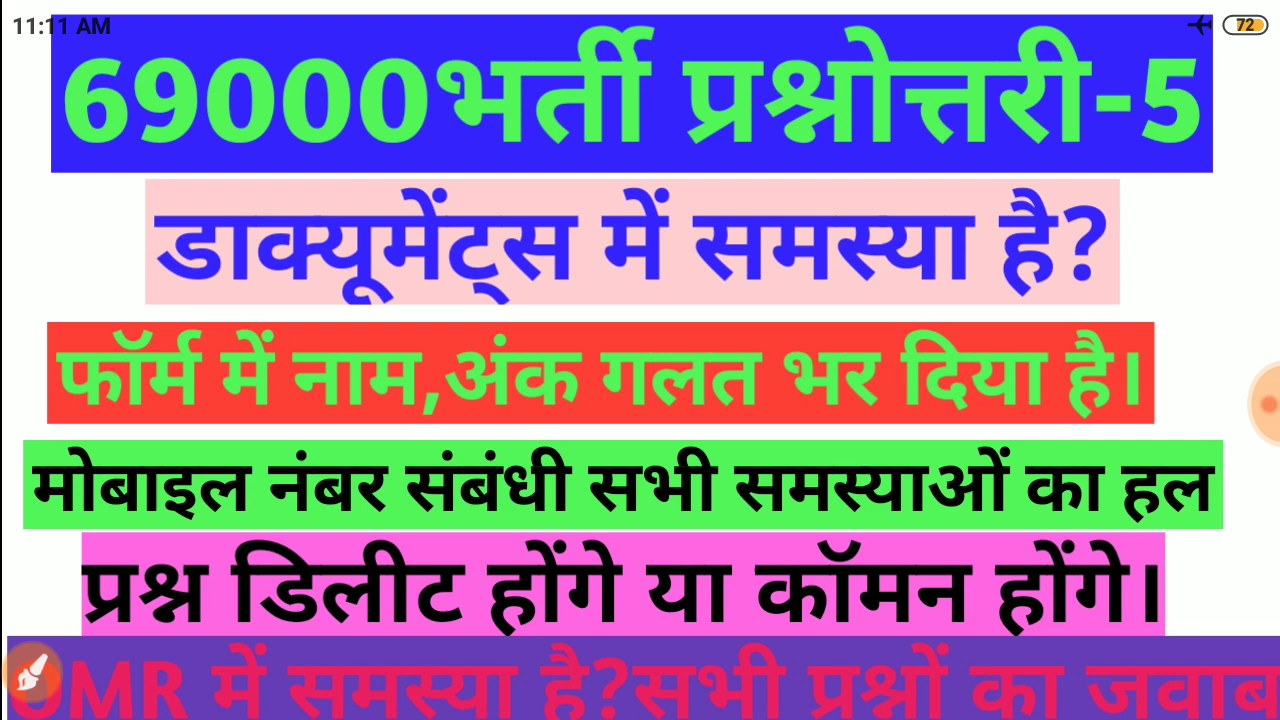 11:11 AM 72
69000भर्ती प्रश्नोत्तरी-5
डाक्यूमेंट्स में समस्या है?
फॉर्म में नाम,अंक गलत भर दिया है।
मोबाइल नंबर संबंधी सभी समस्याओं का हल
प्रश्न डिलीट होंगे या कॉमन होंगे।
OMR में समस्या है?सभी प्रश्नों का जवाब